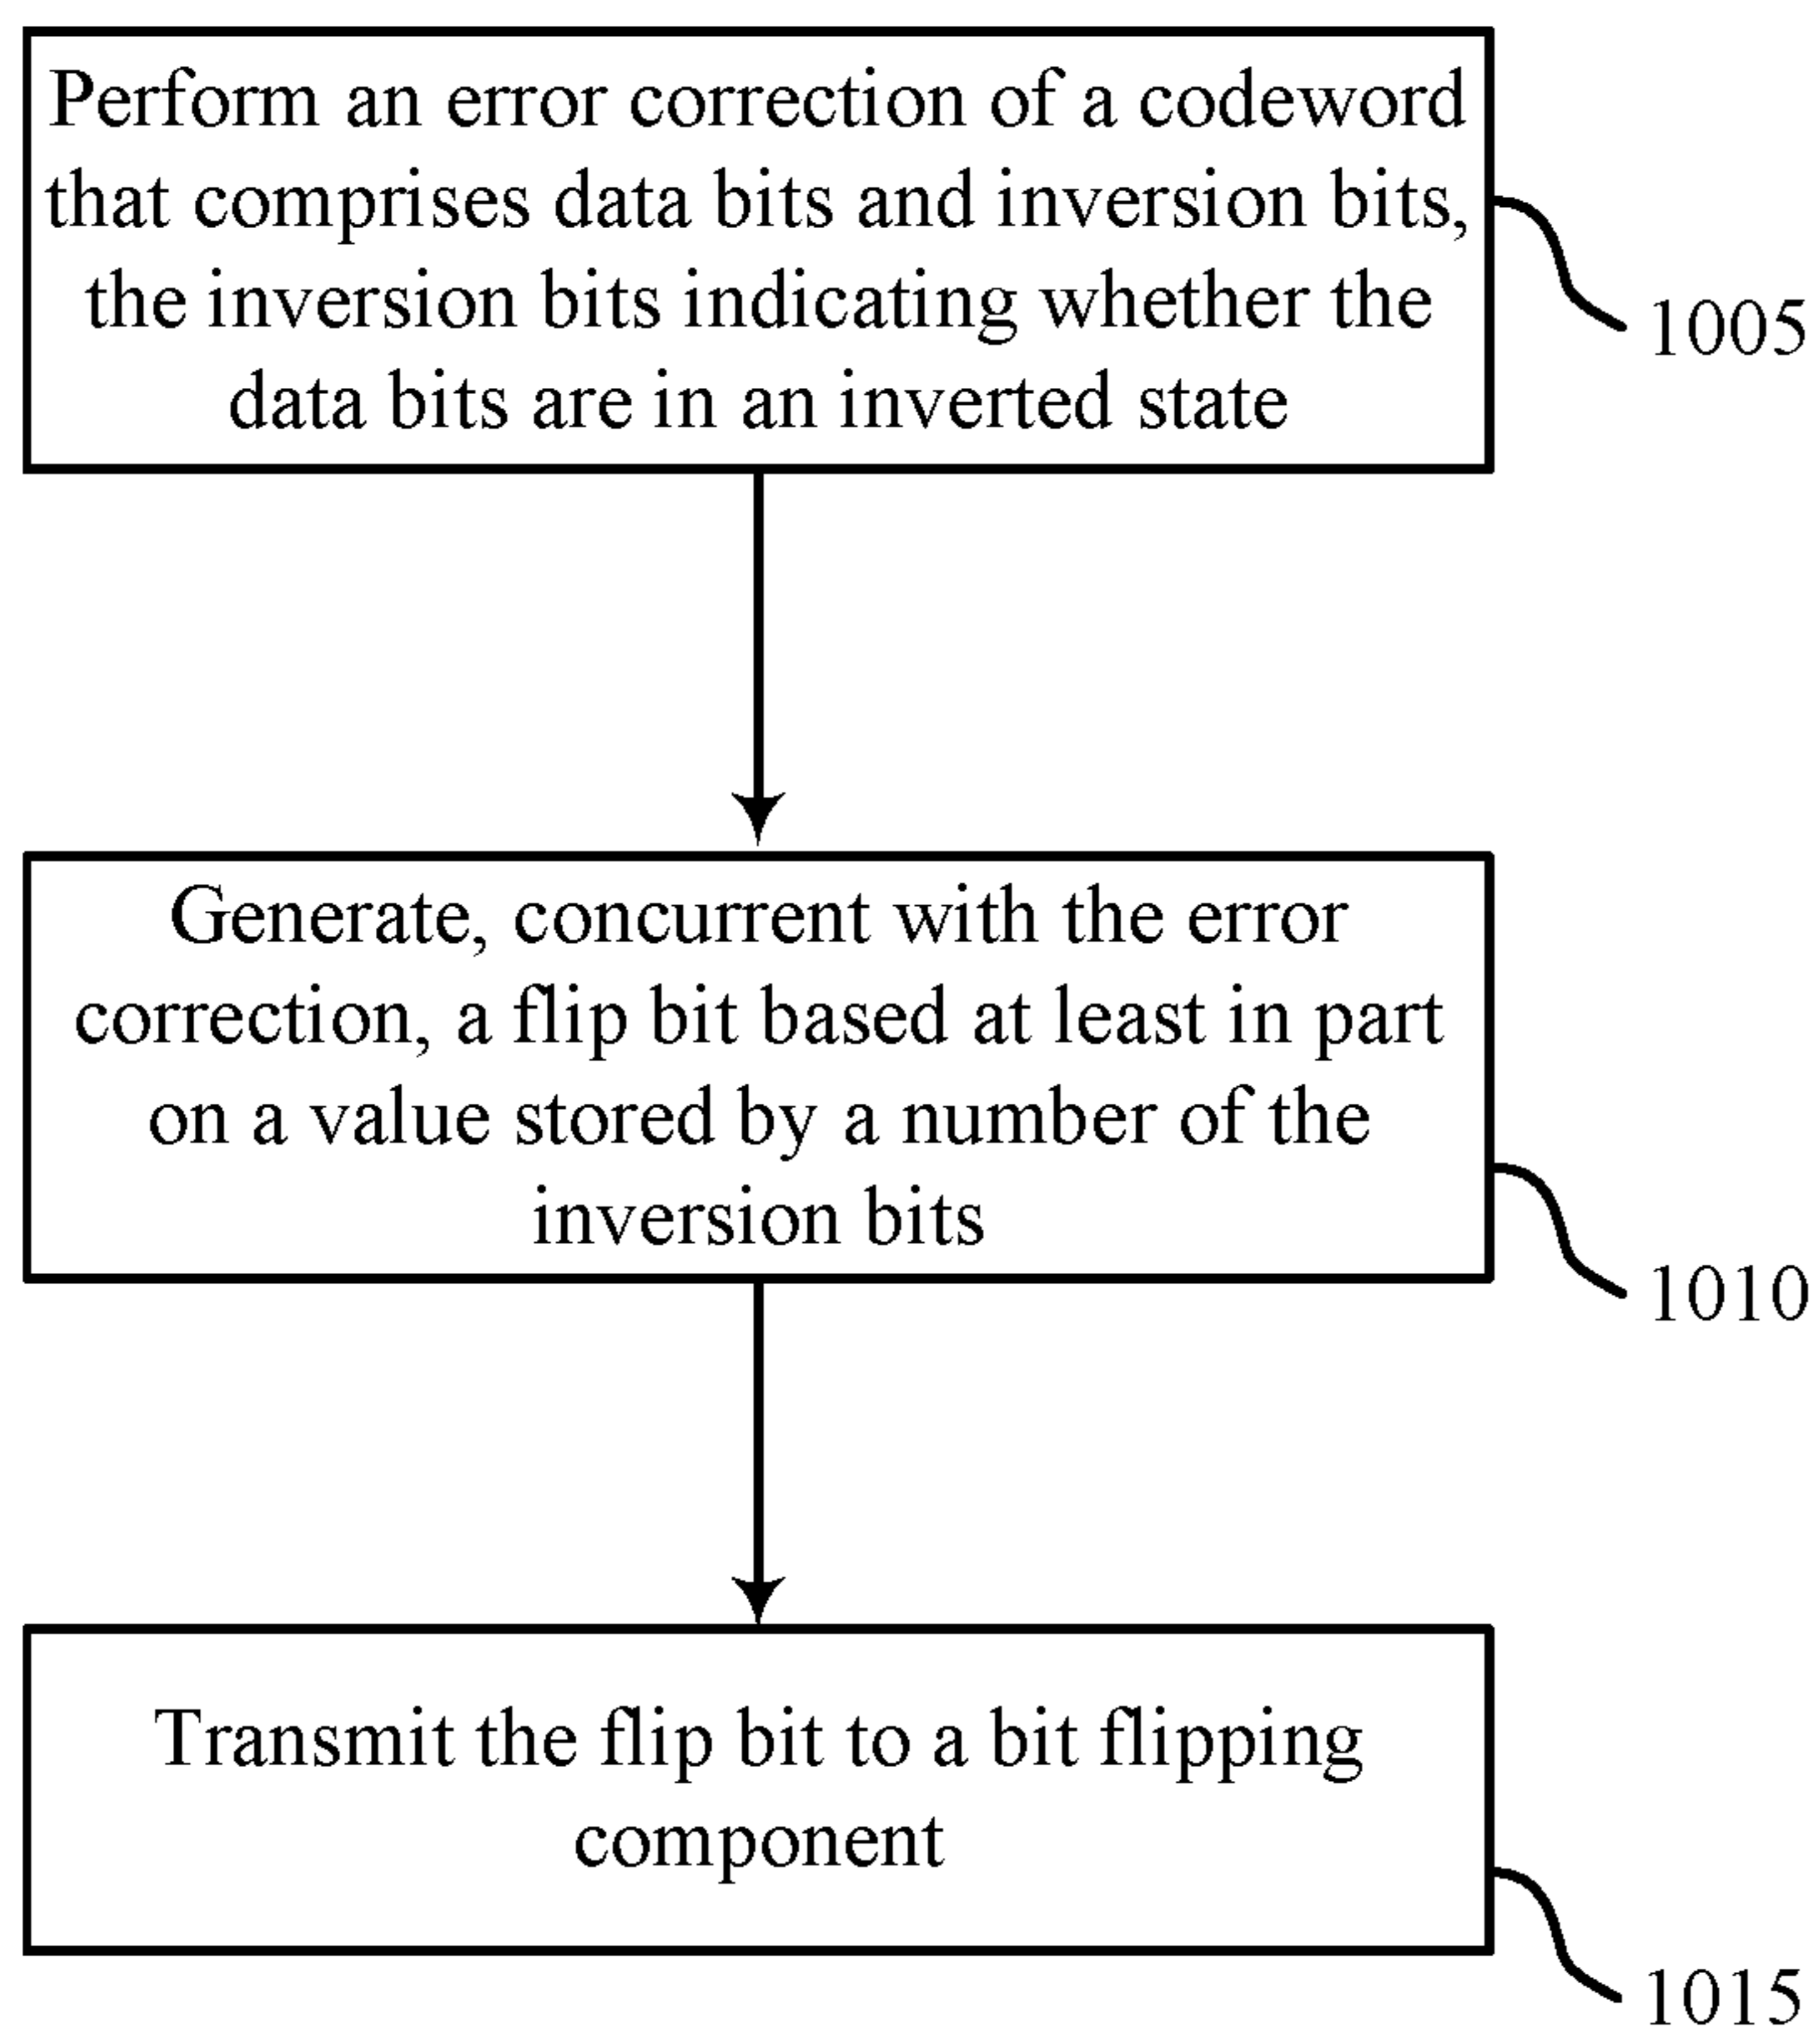 Perform an error correction of a codeword
that comprises data bits and inversion bits,
the inversion bits indicating whether the
data bits are in an inverted state
1005
Generate, concurrent with the error
correction, a flip bit based at least in part
on a value stored by a number of the
inversion bits
1010
Transmit the flip bit to a bit flipping
component
1015